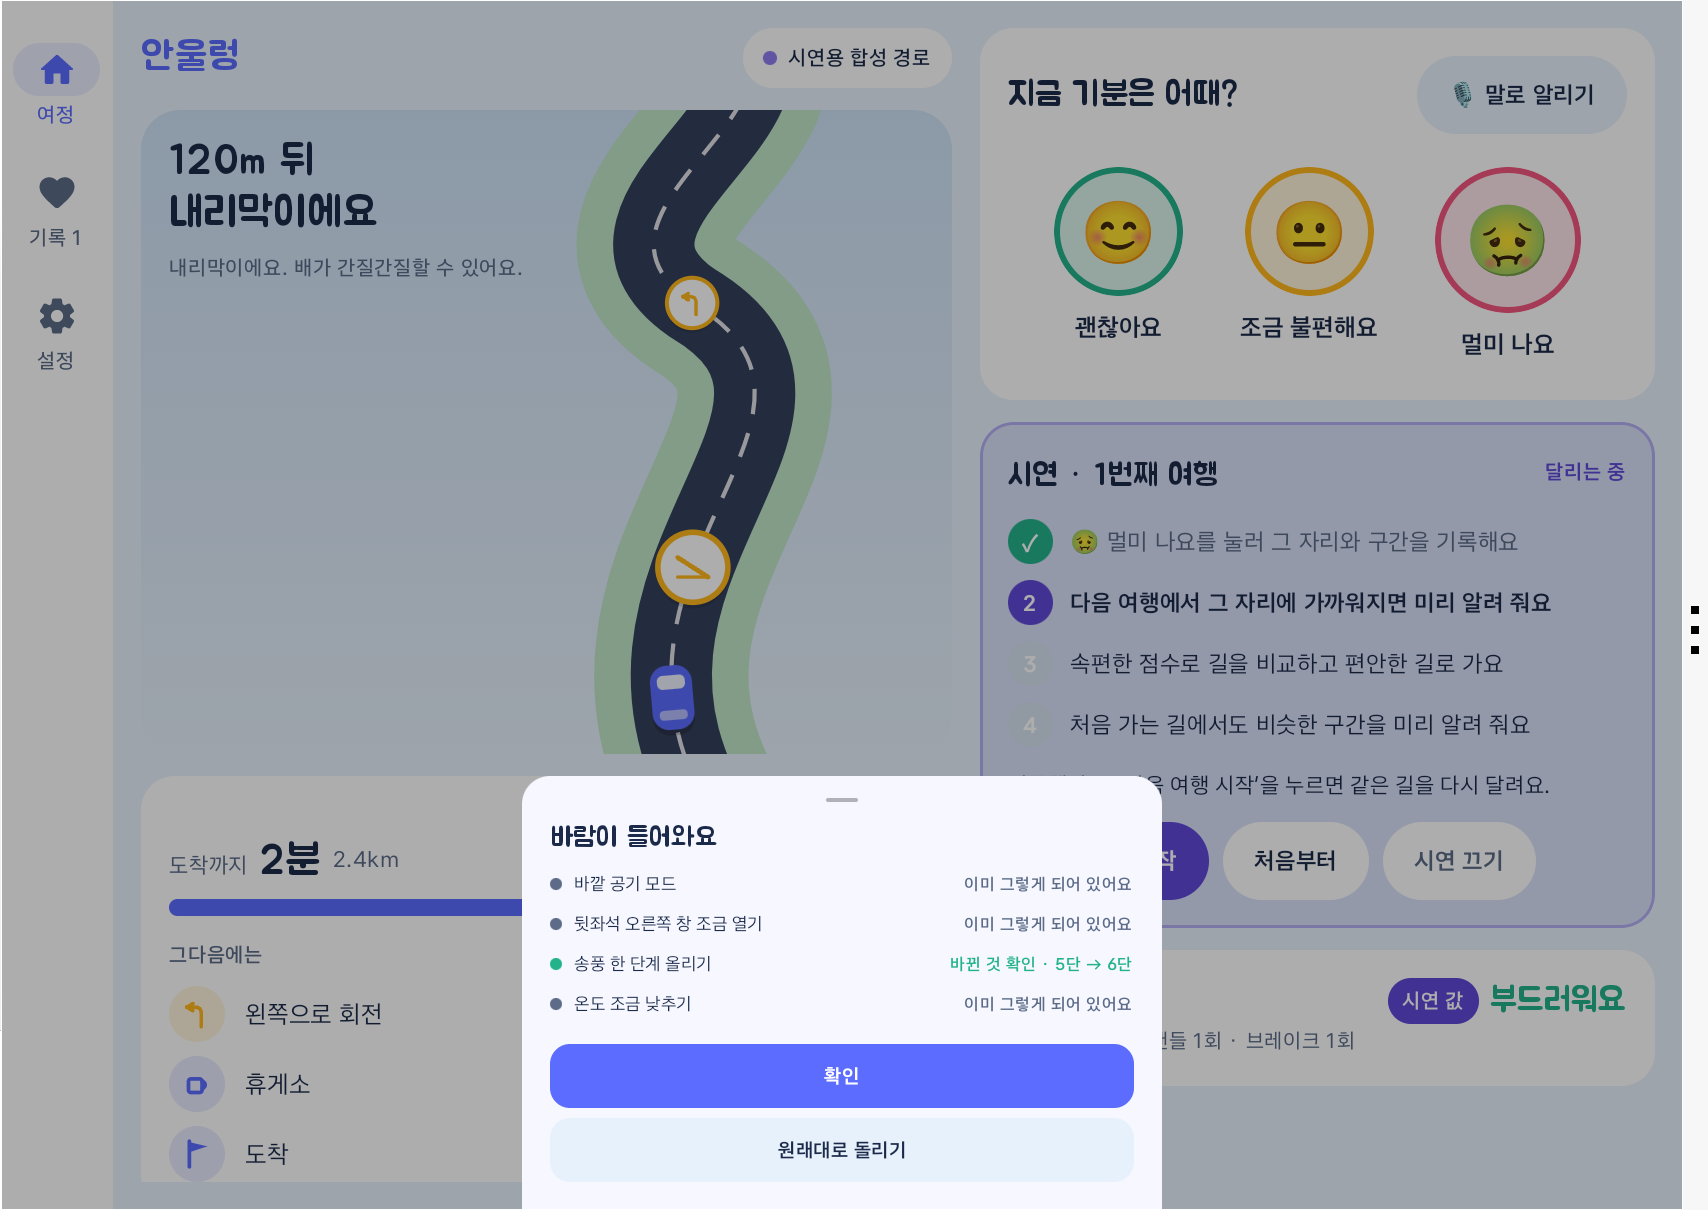 여정
기록 1
설정
안울렁
시연용 합성 경로
120m 뒤
내리막이에요
내리막이에요. 배가 간질간질할 수 있어요.
도착까지 2분 2.4km
그다음에는
왼쪽으로 회전
휴게소
도착
지금 기분은 어때?
말로 알리기
괜찮아요
조금 불편해요
멀미 나요
시연 · 1번째 여행
달리는 중
✓ 멀미 나요를 눌러 그 자리와 구간을 기록해요
2 다음 여행에서 그 자리에 가까워지면 미리 알려 줘요
3 속편한 점수로 길을 비교하고 편안한 길로 가요
4 처음 가는 길에서도 비슷한 구간을 미리 알려 줘요
여행 시작’을 누르면 같은 길을 다시 달려요.
처음부터
시연 끄기
시연 값
부드러워요
1회 · 브레이크 1회
바람이 들어와요
바깥 공기 모드 이미 그렇게 되어 있어요
뒷좌석 오른쪽 창 조금 열기 이미 그렇게 되어 있어요
송풍 한 단계 올리기 바뀐 것 확인 · 5단 → 6단
온도 조금 낮추기 이미 그렇게 되어 있어요
확인
원래대로 돌리기